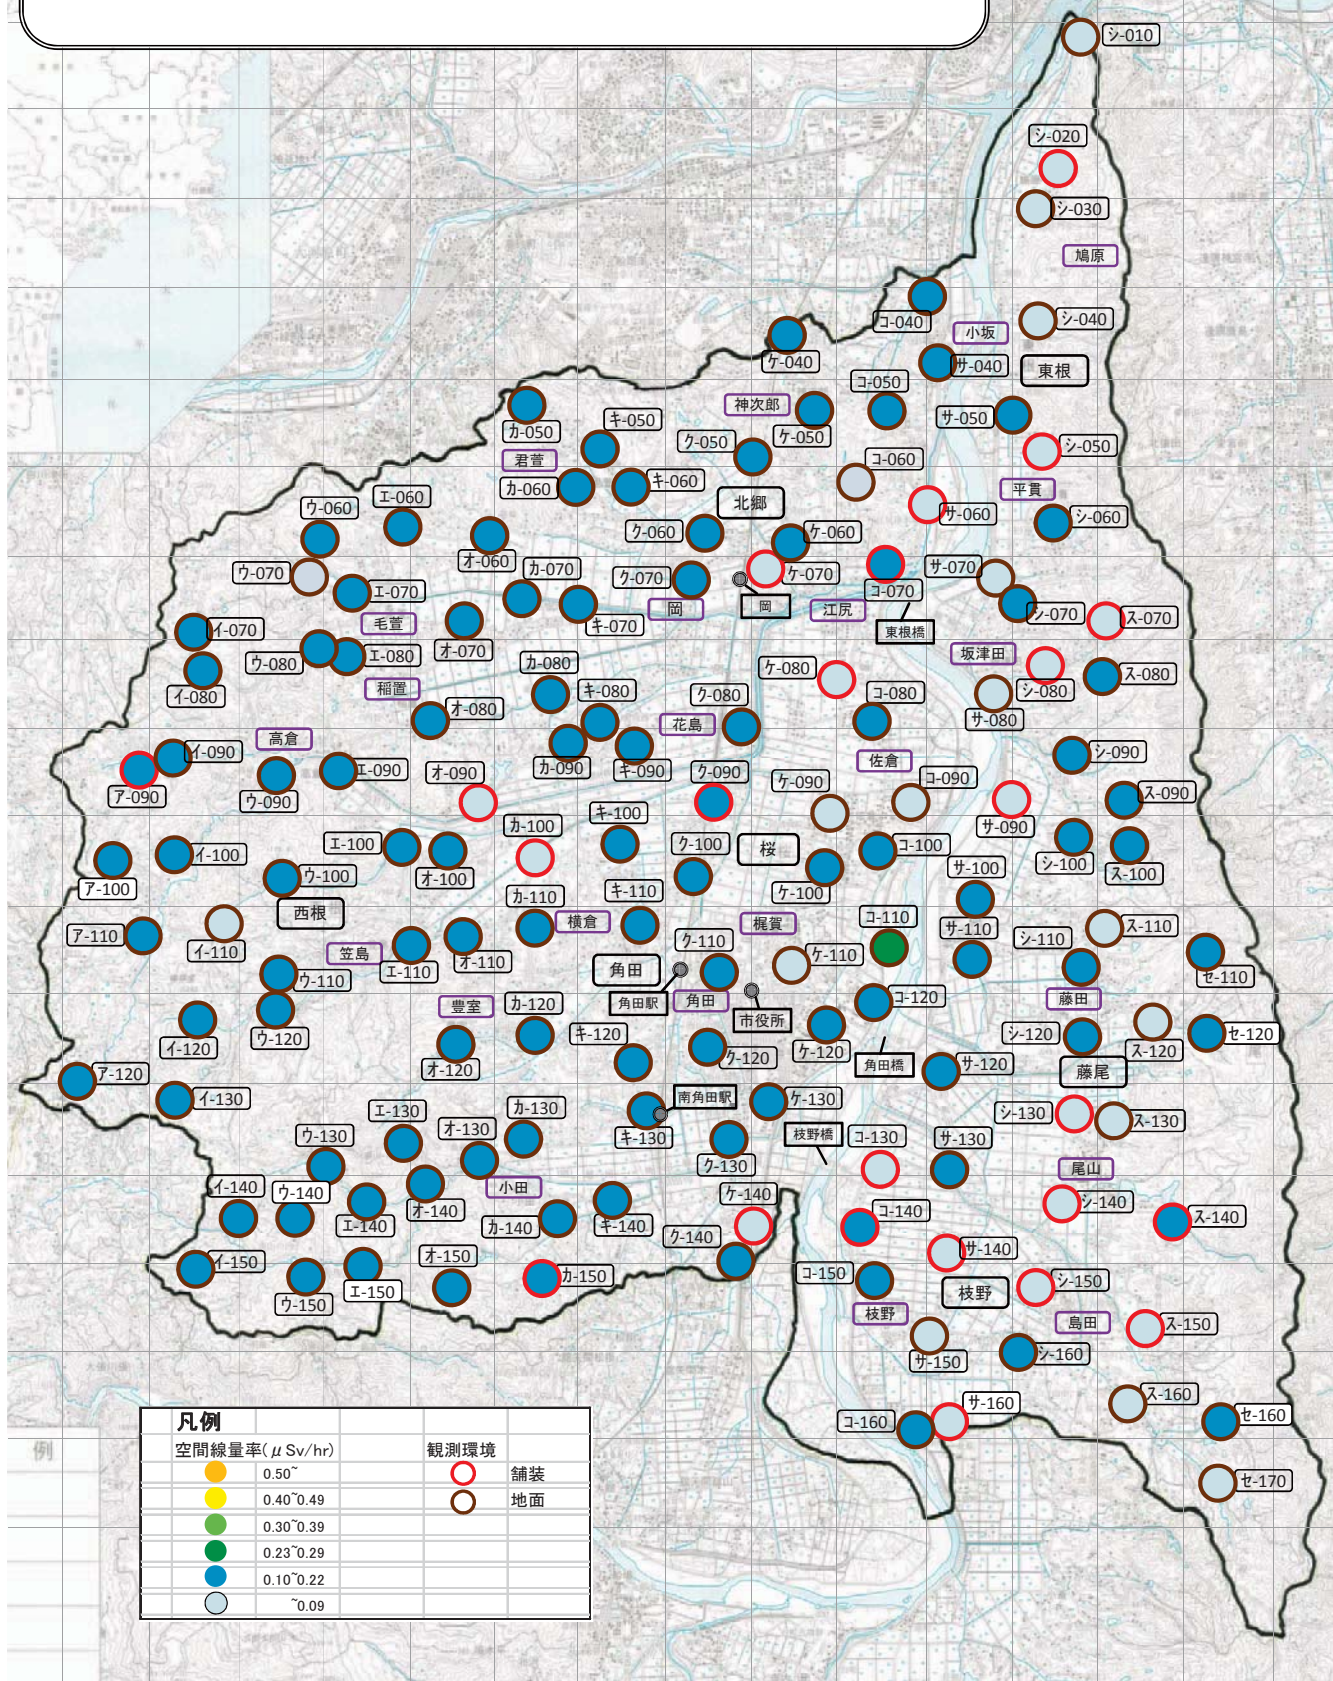 シ-010
シ-020
シ-030
鳩原
コ-040
シ-040
小坂
ケ-040
サ-040
東根
コ-050
カ-050
キ-050
神次郎
ケ-050
サ-050
ク-050
君萱
シ-050
コ-060
カ-060
キ-060
平貫
北郷
エ-060
ウ-060
サ-060
シ-060
ク-060
ケ-060
オ-060
カ-070
サ-070
ウ-070
ク-070
ケ-070
コ-070
エ-070
岡
岡
江尻
シ-070
ス-070
キ-070
毛萱
東根橋
イ-070
オ-070
坂津田
ウ-080
エ-080
カ-080
ケ-080
ス-080
稲置
シ-080
イ-080
キ-080
ク-080
コ-080
オ-080
サ-080
花島
高倉
イ-090
シ-090
佐倉
カ-090
エ-090
オ-090
キ-090
ク-090
ケ-090
コ-090
ア-090
ウ-090
ス-090
サ-090
カ-100
キ-100
エ-100
ク-100
桜
コ-100
イ-100
オ-100
シ-100
サ-100
ス-100
ア-100
ケ-100
ウ-100
キ-110
カ-110
西根
横倉
梶賀
コ-110
サ-110
ス-110
ア-110
シ-110
ク-110
イ-110
笠島
エ-110
オ-110
ケ-110
角田
ウ-110
セ-110
角田駅
角田
コ-120
藤田
豊室
市役所
カ-120
キ-120
シ-120
セ-120
イ-120
ウ-120
ケ-120
ス-120
ク-120
角田橋
サ-120
オ-120
藤尾
ア-120
南角田駅
イ-130
ケ-130
エ-130
カ-130
シ-130
ス-130
オ-130
ウ-130
キ-130
枝野橋
コ-130
サ-130
ク-130
尾山
イ-140
ウ-140
小田
ケ-140
シ-140
オ-140
コ-140
ス-140
エ-140
カ-140
キ-140
ク-140
サ-140
オ-150
イ-150
コ-150
カ-150
シ-150
エ-150
枝野
ウ-150
枝野
島田
ス-150
サ-150
シ-160
サ-160
ス-160
コ-160
セ-160
セ-170
例
凡例
空間線量率(μSv/hr) 観測環境
0.50~ 舗装
0.40~0.49 地面
0.30~0.39
0.23~0.29
0.10~0.22
~0.09